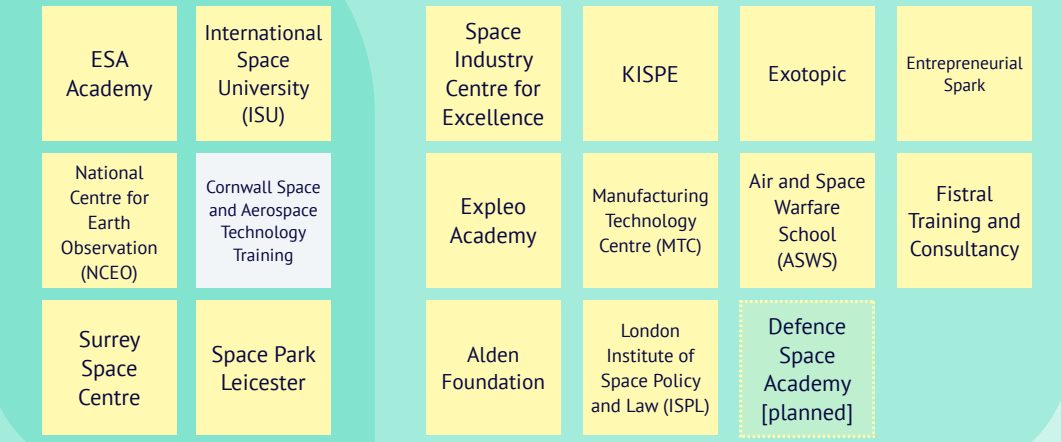 ESA
Academy
International
Space
University
(ISU)
Space
Industry
Centre for
Excellence
KISPE
Exotopic
Entrepreneurial
Spark
National
Centre for
Earth
Observation
(NCEO)
Cornwall Space
and Aerospace
Technology
Training
Expleo
Academy
Manufacturing
Technology
Centre (MTC)
Air and Space
Warfare
School
(ASWS)
Fistral
Training and
Consultancy
Surrey
Space
Centre
Space Park
Leicester
Alden
Foundation
London
Institute of
Space Policy
and Law (ISPL)
Defence
Space
Academy
[planned]